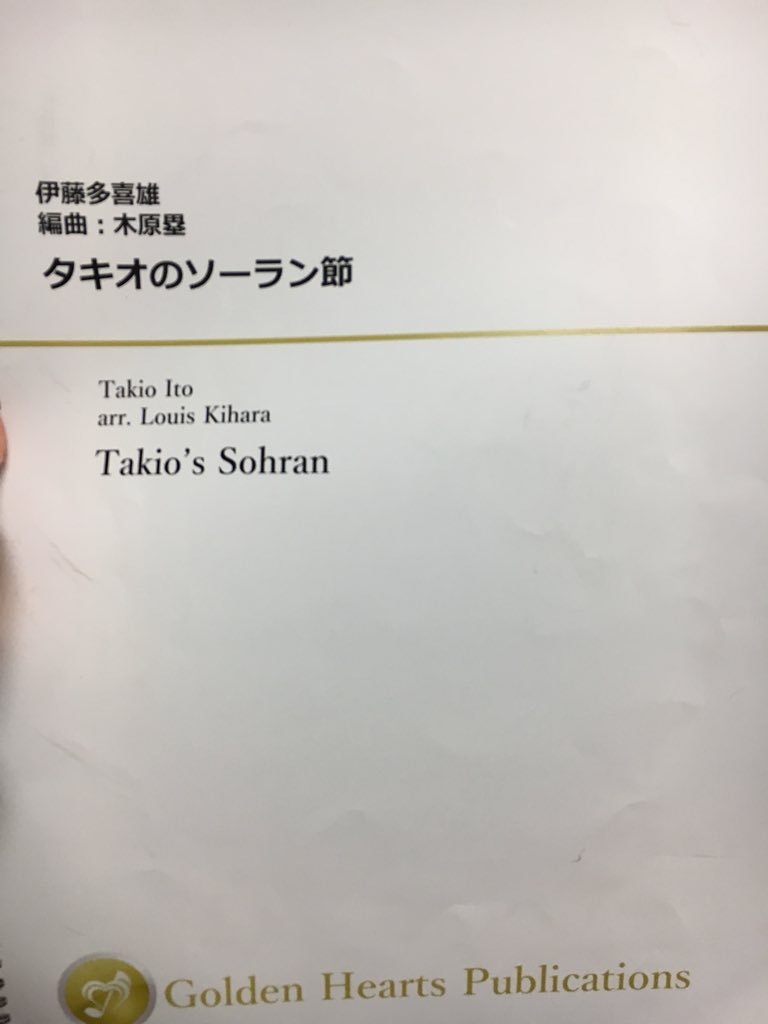 伊藤多喜雄
編曲：木原塁
タキオのソーラン節
Takio Ito
arr. Louis Kihara
Takio's Sohran
Golden Hearts Publications